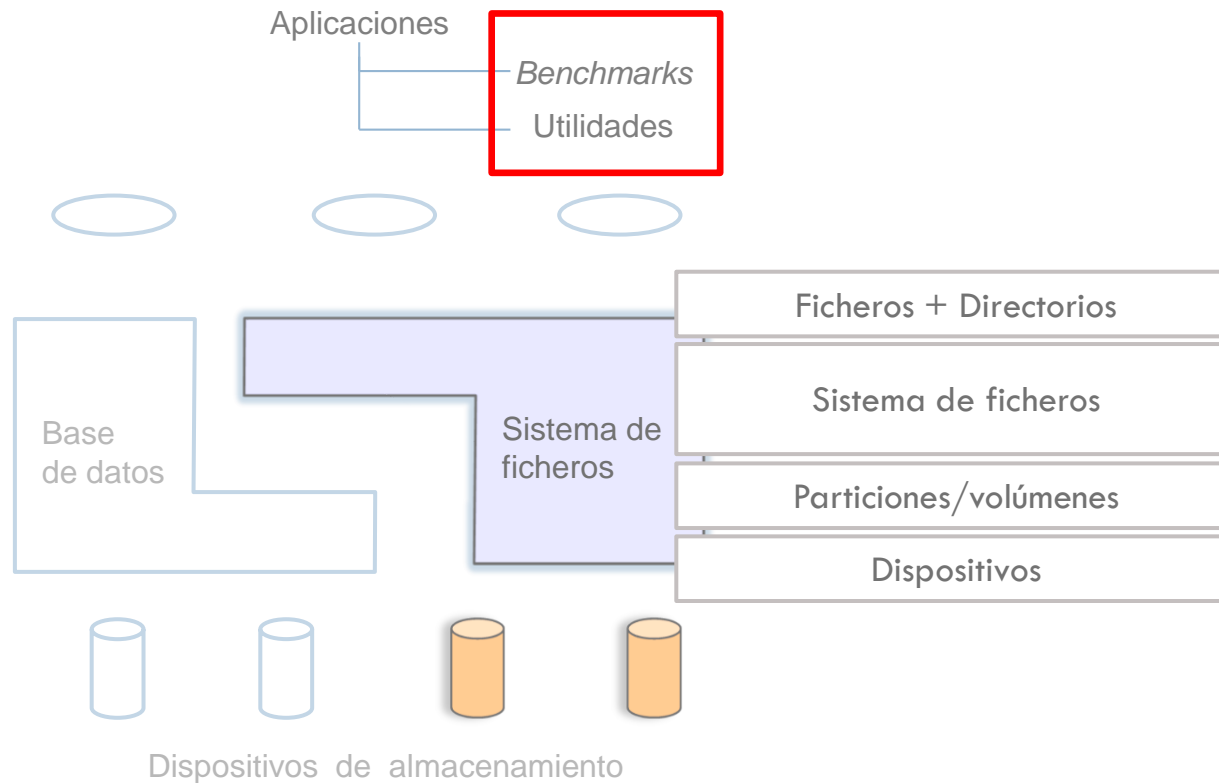 Aplicaciones
Benchmarks
Utilidades
Ficheros + Directorios
Sistema de ficheros
Base
de datos
Sistema de
ficheros
Particiones/volúmenes
Dispositivos
Dispositivos de almacenamiento